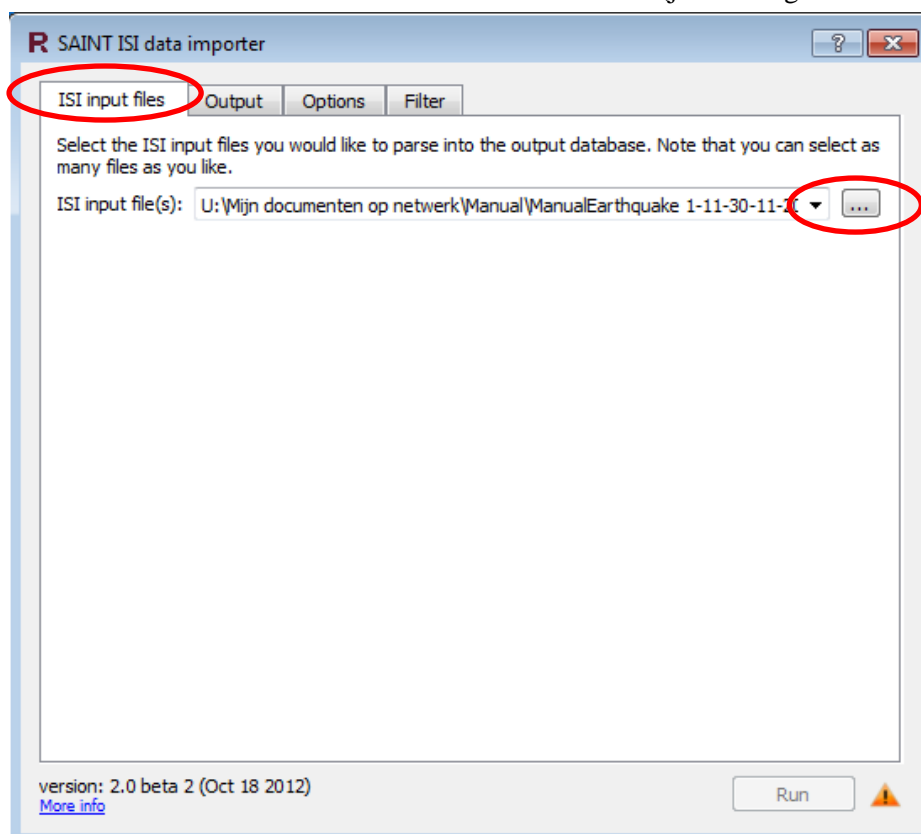 R SAINT ISI data importer
?
ISI input files Output Options Filter
Select the ISI input files you would like to parse into the output database. Note that you can select as
many files as you like.
ISI input file(s): U:\Mijn documenten op netwerk\Manual\ManualEarthquake 1-11-30-11- ...
version: 2.0 beta 2 (Oct 18 2012)
More info
Run